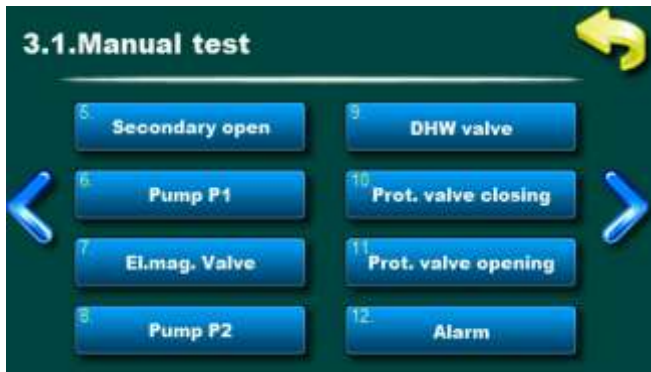 3.1.Manual test
5.
Secondary open
6.
Pump P1
7.
El.mag. Valve
8.
Pump P2
9.
DHW valve
10.
Prot. valve closing
11.
Prot. valve opening
12.
Alarm